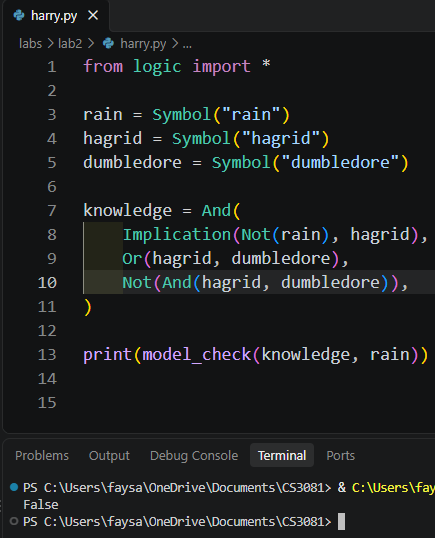 harry.py
labs > lab2 > harry.py > ...
1 from logic import *
2
3 rain = Symbol("rain")
4 hagrid = Symbol("hagrid")
5 dumbledore = Symbol("dumbledore")
6
7 knowledge = And(
8     Implication(Not(rain), hagrid),
9     Or(hagrid, dumbledore),
10     Not(And(hagrid, dumbledore)),
11 )
12
13 print(model_check(knowledge, rain))
14
15
Problems Output Debug Console Terminal Ports
PS C:\Users\faysa\OneDrive\Documents\CS3081> & C:\Users\fay
False
PS C:\Users\faysa\OneDrive\Documents\CS3081>